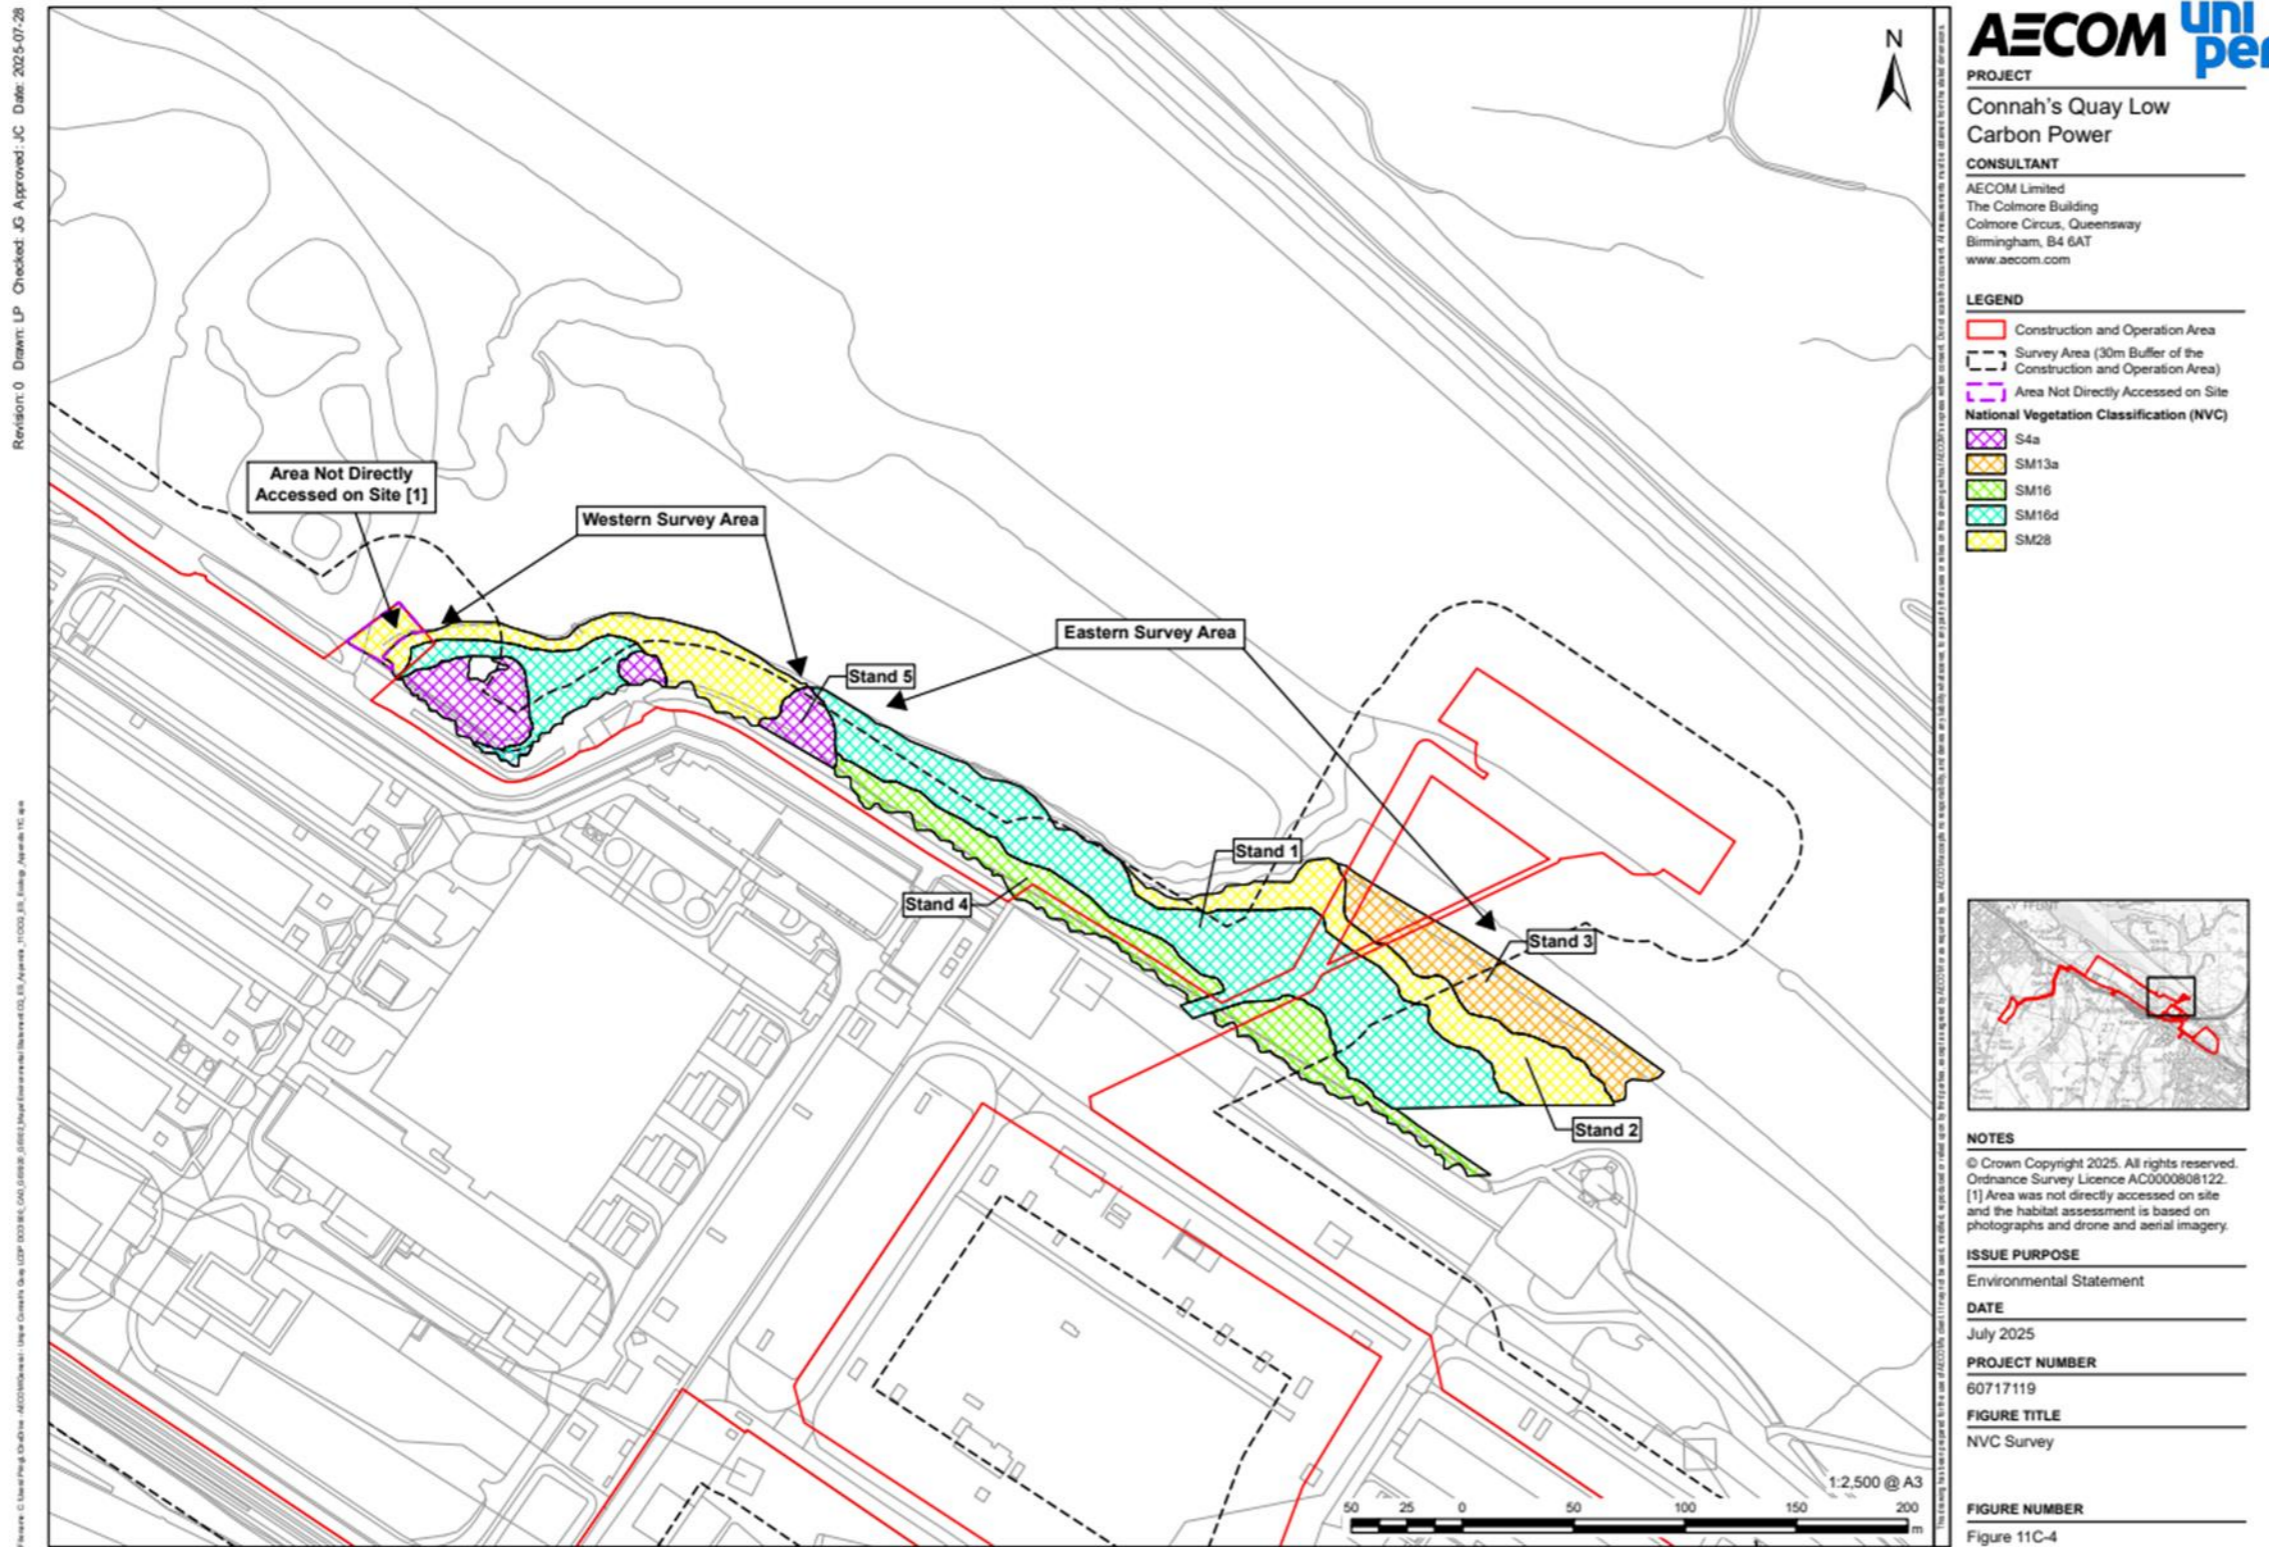 Revision: 0 Drawn: LP Checked: JG Approved: JC Date: 2025-07-28
N
Area Not Directly
Accessed on Site [1]
Western Survey Area
Eastern Survey Area
Stand 5
Stand 1
Stand 4
Stand 3
Stand 2
1:2,500 @ A3
50 25 0 50 100 150 200
m
AECOM
uni
per
PROJECT
Connah's Quay Low
Carbon Power
CONSULTANT
AECOM Limited
The Colmore Building
Colmore Circus, Queensway
Birmingham, B4 6AT
www.aecom.com
LEGEND
Construction and Operation Area
Survey Area (30m Buffer of the
Construction and Operation Area)
Area Not Directly Accessed on Site
National Vegetation Classification (NVC)
S4a
SM13a
SM16
SM16d
SM28
NOTES
© Crown Copyright 2025. All rights reserved.
Ordnance Survey Licence AC0000808122.
[1] Area was not directly accessed on site
and the habitat assessment is based on
photographs and drone and aerial imagery.
ISSUE PURPOSE
Environmental Statement
DATE
July 2025
PROJECT NUMBER
60717119
FIGURE TITLE
NVC Survey
FIGURE NUMBER
Figure 11C-4